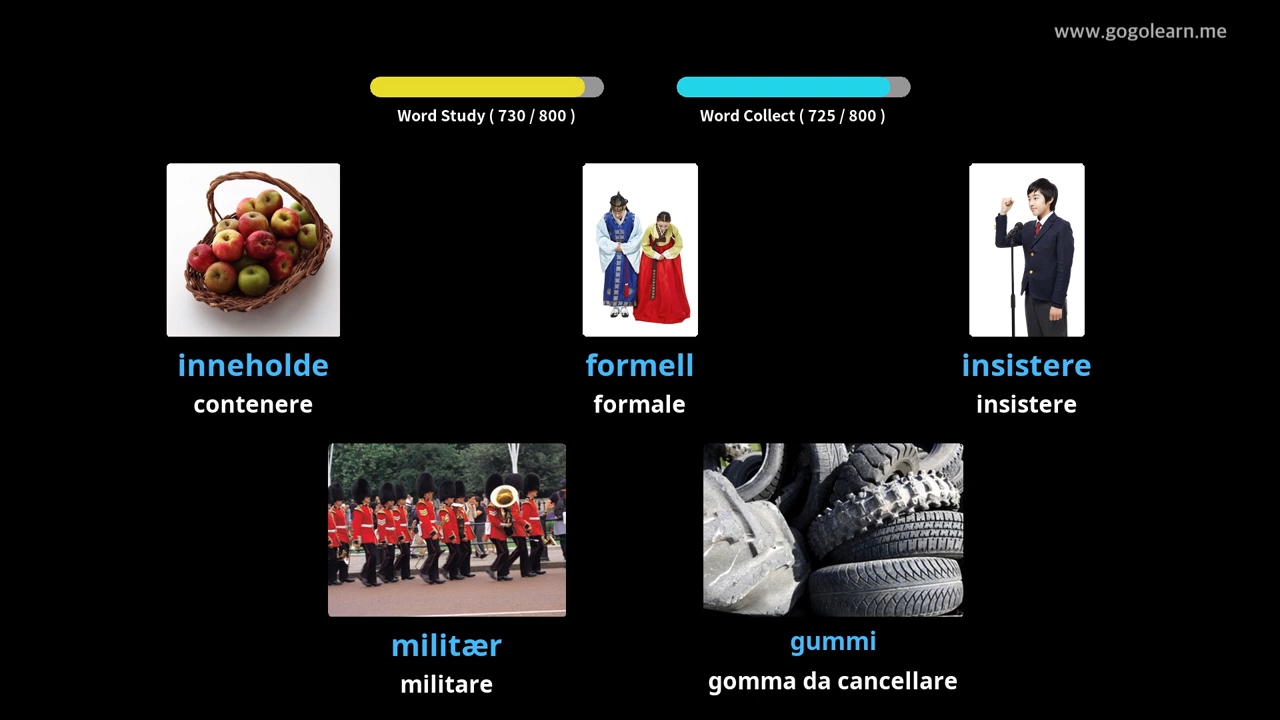 www.gogolearn.me
Word Study ( 730 / 800 )
Word Collect ( 725 / 800 )
inneholde
contenere
formell
formale
insistere
insistere
militær
militare
gummi
gomma da cancellare